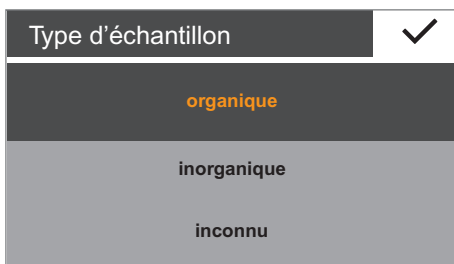 Type d’échantillon
organique
inorganique
inconnu